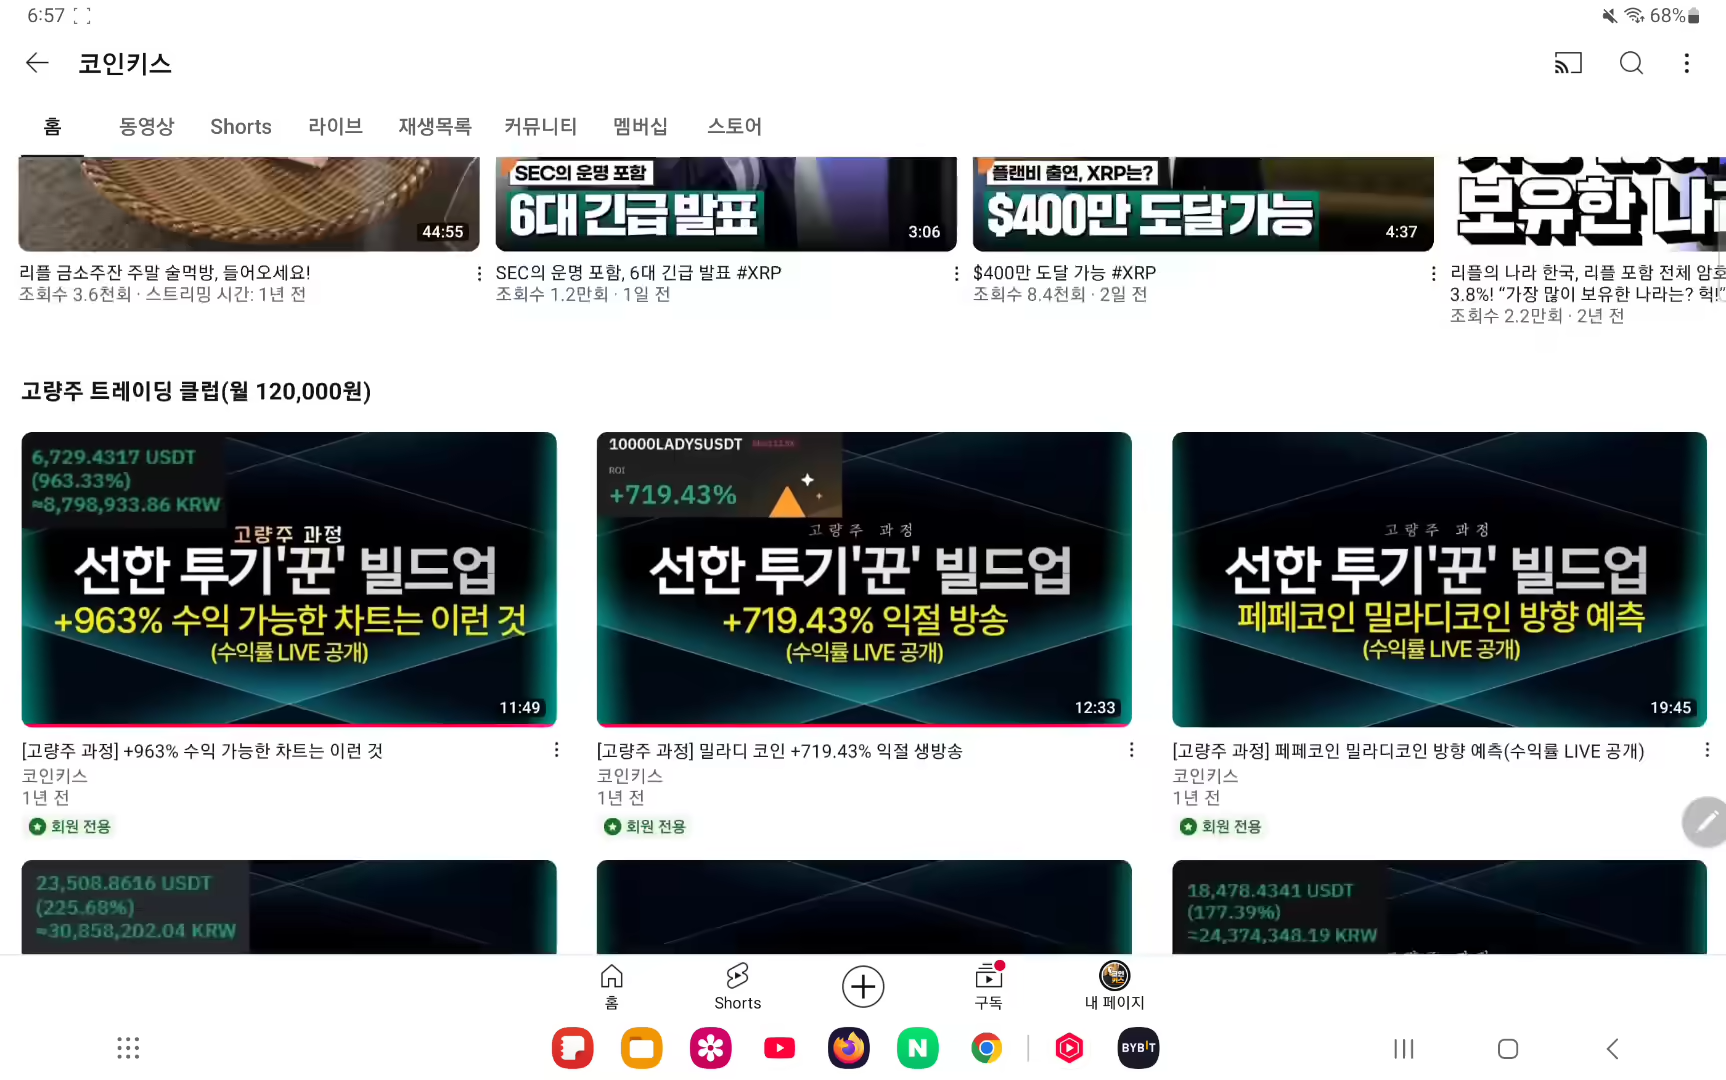 6:57
68%
코인키스
홈
동영상
Shorts
라이브
재생목록
커뮤니티
멤버십
스토어
44:55
SEC의 운명 포함
6대 긴급 발표
3:06
플랜비 출연, XRP는?
$400만 도달 가능
4:37
보유한 나
리플 금소주잔 주말 술먹방, 들어오세요!
조회수 3.6천회 · 스트리밍 시간: 1년 전
SEC의 운명 포함, 6대 긴급 발표 #XRP
조회수 1.2만회 · 1일 전
$400만 도달 가능 #XRP
조회수 8.4천회 · 2일 전
리플의 나라 한국, 리플 포함 전체 암호
3.8%! “가장 많이 보유한 나라는? 헉!”
조회수 2.2만회 · 2년 전
고량주 트레이딩 클럽(월 120,000원)
6,729.4317 USDT
(963.33%)
≈8,798,933.86 KRW
고량주 과정
선한 투기'꾼' 빌드업
+963% 수익 가능한 차트는 이런 것
(수익률 LIVE 공개)
11:49
[고량주 과정] +963% 수익 가능한 차트는 이런 것
코인키스
1년 전
회원 전용
10000LADYSUSDT
ROI
+719.43%
고량주 과정
선한 투기'꾼' 빌드업
+719.43% 익절 방송
(수익률 LIVE 공개)
12:33
[고량주 과정] 밀라디 코인 +719.43% 익절 생방송
코인키스
1년 전
회원 전용
고량주 과정
선한 투기'꾼' 빌드업
페페코인 밀라디코인 방향 예측
(수익률 LIVE 공개)
19:45
[고량주 과정] 페페코인 밀라디코인 방향 예측(수익률 LIVE 공개)
코인키스
1년 전
회원 전용
23,508.8616 USDT
(225.68%)
≈30,858,202.04 KRW
18,478.4341 USDT
(177.39%)
≈24,374,348.19 KRW
홈
Shorts
구독
내 페이지
N
BYBIT